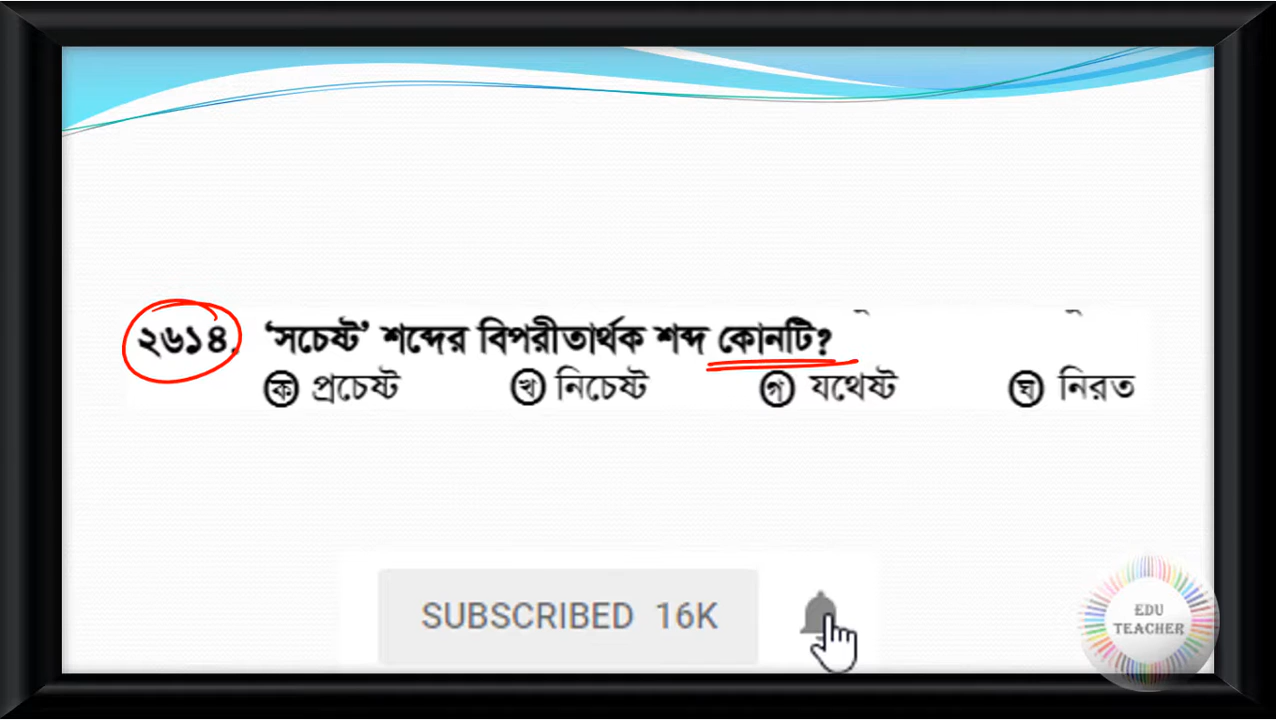 ২৬১৪. ‘সচেষ্ট’ শব্দের বিপরীতার্থক শব্দ কোনটি?
ক প্রচেষ্ট খ নিচেষ্ট গ যথেষ্ট ঘ নিরত
SUBSCRIBED 16K
EDU
TEACHER